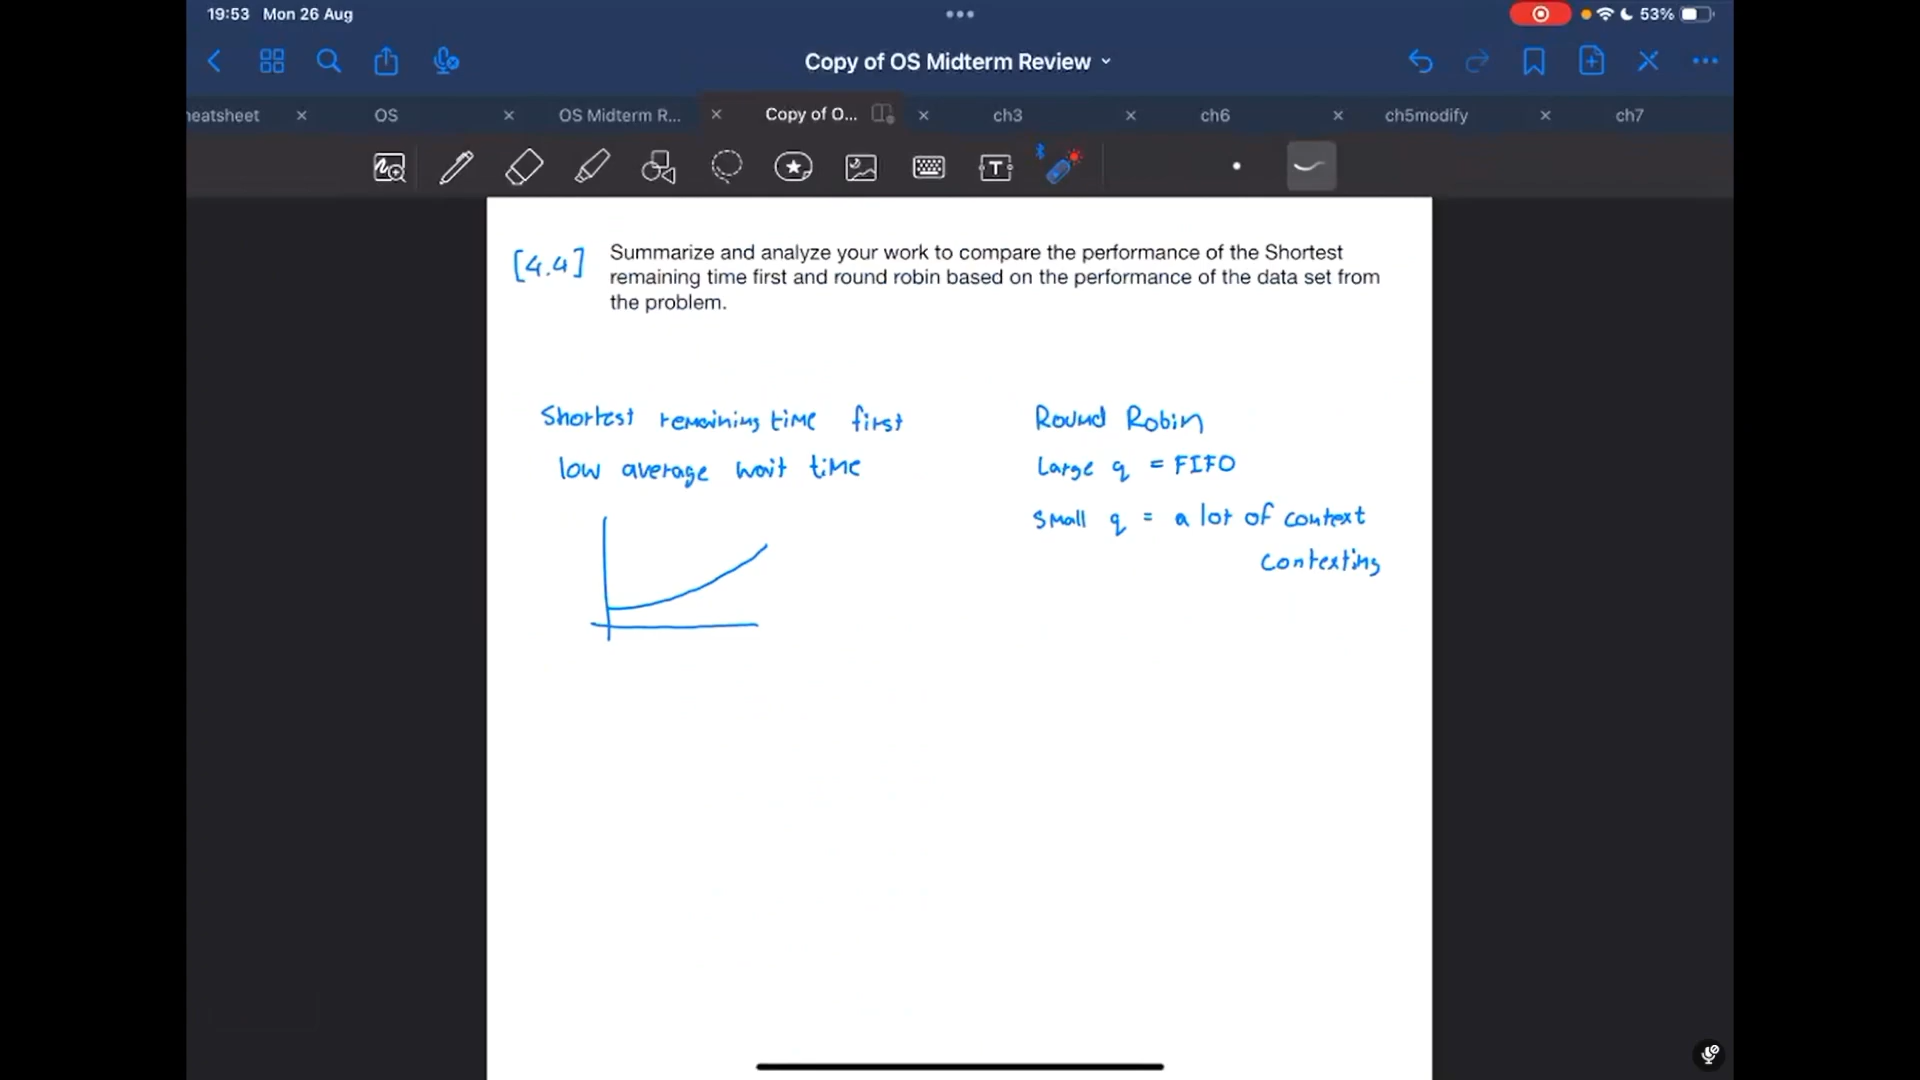 19:53 Mon 26 Aug
53%
Copy of OS Midterm Review
heatsheet
OS
OS Midterm R...
Copy of O...
ch3
ch6
ch5modify
ch7
[4.4] Summarize and analyze your work to compare the performance of the Shortest
remaining time first and round robin based on the performance of the data set from
the problem.
Shortest remaining time first
low average wait time
Round Robin
Large q = FIFO
Small q = a lot of context
contexting